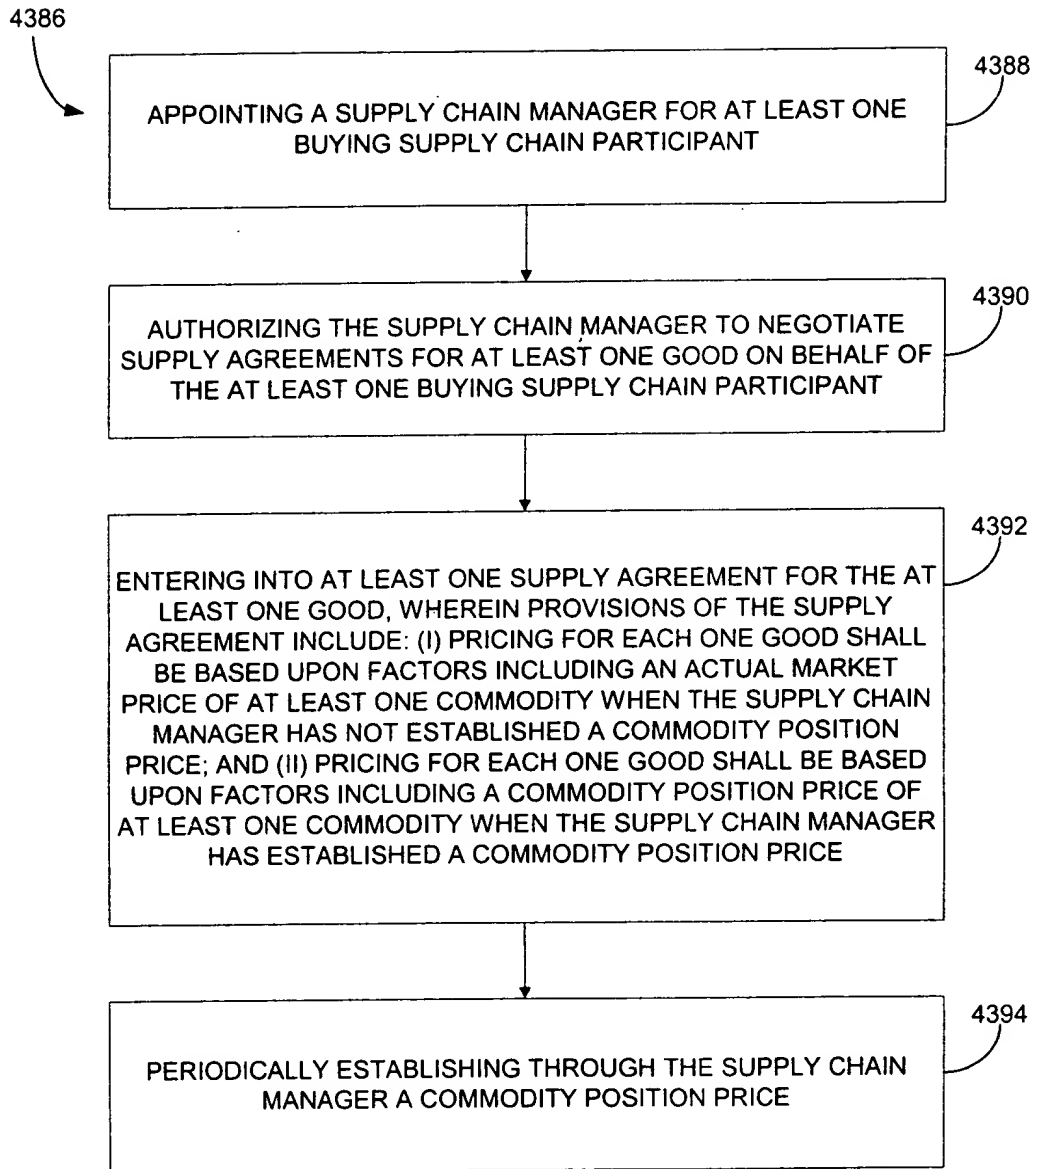 4386
4388
APPOINTING A SUPPLY CHAIN MANAGER FOR AT LEAST ONE
BUYING SUPPLY CHAIN PARTICIPANT
4390
AUTHORIZING THE SUPPLY CHAIN MANAGER TO NEGOTIATE
SUPPLY AGREEMENTS FOR AT LEAST ONE GOOD ON BEHALF OF
THE AT LEAST ONE BUYING SUPPLY CHAIN PARTICIPANT
4392
ENTERING INTO AT LEAST ONE SUPPLY AGREEMENT FOR THE AT
LEAST ONE GOOD, WHEREIN PROVISIONS OF THE SUPPLY
AGREEMENT INCLUDE: (I) PRICING FOR EACH ONE GOOD SHALL
BE BASED UPON FACTORS INCLUDING AN ACTUAL MARKET
PRICE OF AT LEAST ONE COMMODITY WHEN THE SUPPLY CHAIN
MANAGER HAS NOT ESTABLISHED A COMMODITY POSITION
PRICE; AND (II) PRICING FOR EACH ONE GOOD SHALL BE BASED
UPON FACTORS INCLUDING A COMMODITY POSITION PRICE OF
AT LEAST ONE COMMODITY WHEN THE SUPPLY CHAIN MANAGER
HAS ESTABLISHED A COMMODITY POSITION PRICE
4394
PERIODICALLY ESTABLISHING THROUGH THE SUPPLY CHAIN
MANAGER A COMMODITY POSITION PRICE